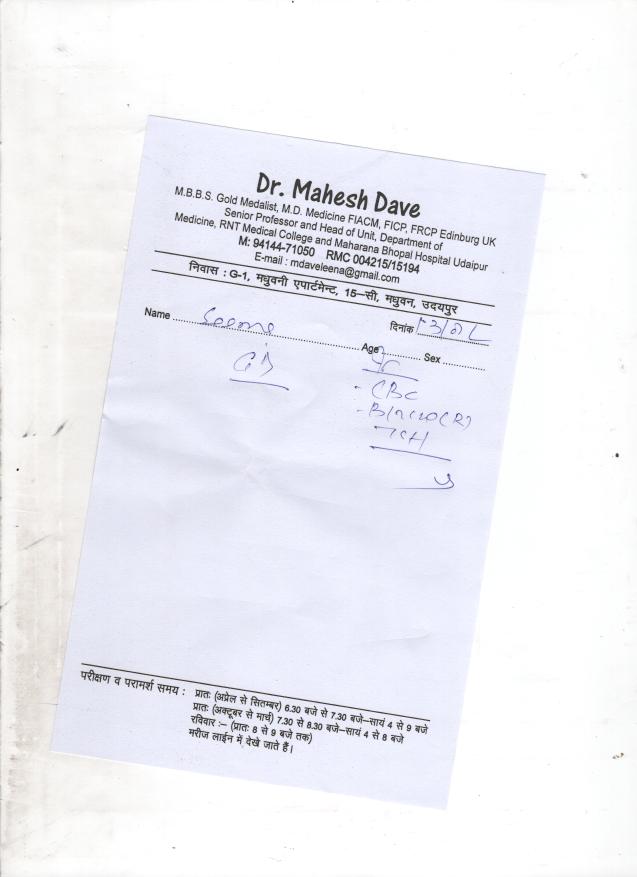 Dr. Mahesh Dave
M.B.B.S. Gold Medalist, M.D. Medicine FIACM, FICP, FRCP Edinburg UK
Senior Professor and Head of Unit, Department of
Medicine, RNT Medical College and Maharana Bhopal Hospital Udaipur
M: 94144-71050 RMC 004215/15194
E-mail : mdaveleena@gmail.com
निवास : G-1, मधुवनी एपार्टमेन्ट, 15-सी, मधुवन, उदयपुर
Name ........ दिनांक ........
Age ........ Sex ........
- CBC
TSH
परीक्षण व परामर्श समय : प्रातः (अप्रेल से सितम्बर) 6.30 बजे से 7.30 बजे-सायं 4 से 9 बजे
प्रातः (अक्टूबर से मार्च) 7.30 से 8.30 बजे-सायं 4 से 8 बजे
रविवार :- (प्रातः 8 से 9 बजे तक)
मरीज लाईन में देखे जाते हैं।